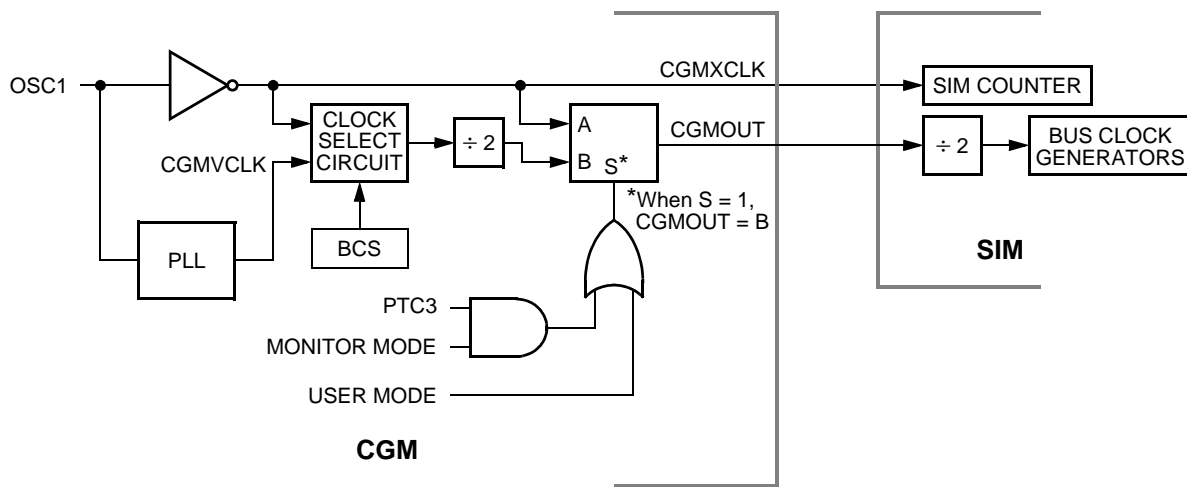 OSC1
CGMXCLK
SIM COUNTER
CLOCK
SELECT
CIRCUIT
÷ 2
A
B
S*
CGMOUT
÷ 2
BUS CLOCK
GENERATORS
CGMVCLK
*When S = 1,
CGMOUT = B
PLL
BCS
SIM
PTC3
MONITOR MODE
USER MODE
CGM